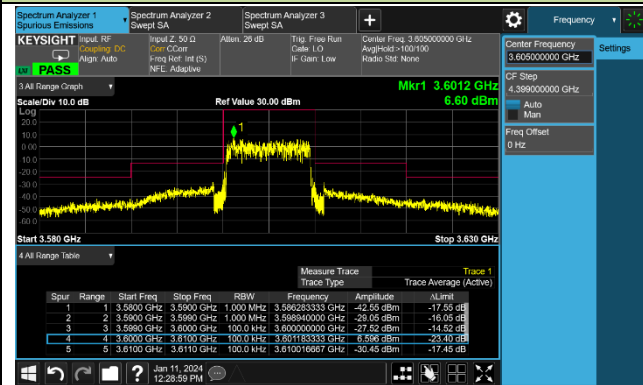 Spectrum Analyzer 1
Spurious Emissions
Spectrum Analyzer 2
Swept SA
Spectrum Analyzer 3
Swept SA
Frequency
KEYSIGHT
Input: RF
Coupling: DC
Align: Auto
Input Z: 50 Ω
Corr CCorr
Freq Ref: Int (S)
NFE: Adaptive
Atten: 26 dB
Trig: Free Run
Gate: LO
IF Gain: Low
Center Freq: 3.605000000 GHz
Avg|Hold:>100/100
Radio Std: None
LM PASS
Center Frequency
3.605000000 GHz
Settings
CF Step
4.399000000 GHz
Auto
Man
Freq Offset
0 Hz
3 All Range Graph
Mkr1 3.6012 GHz
6.60 dBm
Scale/Div 10.0 dB
Ref Value 30.00 dBm
Log
20.0
10.0
0.00
-10.0
-20.0
-30.0
-40.0
-50.0
-60.0
1
Start 3.580 GHz
Stop 3.630 GHz
4 All Range Table
Measure Trace Trace 1
Trace Type Trace Average (Active)
Spur Range Start Freq Stop Freq RBW Frequency Amplitude ΔLimit
1 1 3.5800 GHz 3.5900 GHz 1.000 MHz 3.586283333 GHz -42.55 dBm -17.55 dB
2 2 3.5900 GHz 3.5990 GHz 1.000 MHz 3.598940000 GHz -29.05 dBm -16.05 dB
3 3 3.5990 GHz 3.6000 GHz 100.0 kHz 3.600000000 GHz -27.52 dBm -14.52 dB
4 4 3.6000 GHz 3.6100 GHz 100.0 kHz 3.601183333 GHz 6.596 dBm -23.40 dB
5 5 3.6100 GHz 3.6110 GHz 100.0 kHz 3.610016667 GHz -30.45 dBm -17.45 dB
Jan 11, 2024
12:28:59 PM